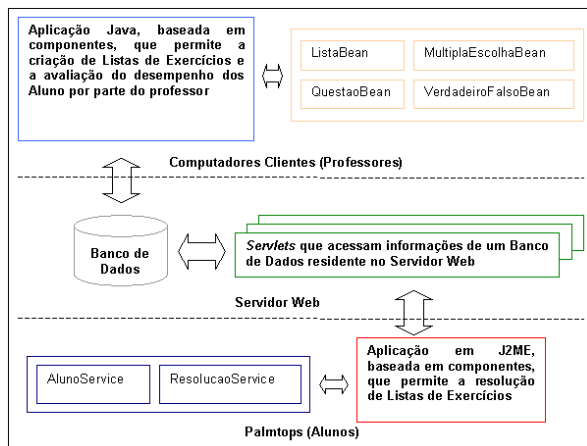 Aplicação Java, baseada em
componentes, que permite a
criação de Listas de Exercícios e
a avaliação do desempenho dos
Aluno por parte do professor
ListaBean
MultiplaEscolhaBean
QuestaoBean
VerdadeiroFalsoBean
Computadores Clientes (Professores)
Banco de
Dados
Servlets que acessam informações de um Banco
de Dados residente no Servidor Web
Servidor Web
AlunoService
ResolucaoService
Aplicação em J2ME,
baseada em componentes,
que permite a resolução
de Listas de Exercícios
Palmtops (Alunos)